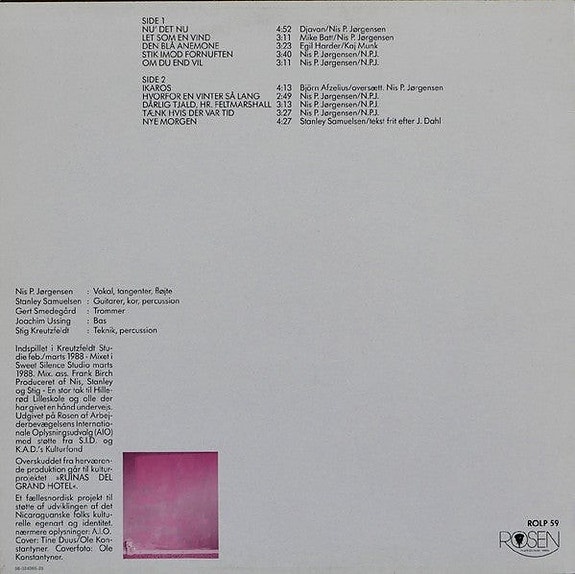 SIDE 1
NU' DET NU 4:52 Djavan/Nis P. Jørgensen
LET SOM EN VIND 3:11 Mike Batt/Nis P. Jørgensen
DEN BLÅ ANEMONE 3:23 Egil Harder/Kaj Munk
STIK IMOD FORNUFTEN 3:40 Nis P. Jørgensen/N.P.J.
OM DU END VIL 3:11 Nis P. Jørgensen/N.P.J.
SIDE 2
IKAROS 4:13 Björn Afzelius/oversætt. Nis P. Jørgensen
HVORFOR EN VINTER SÅ LANG 2:49 Nis P. Jørgensen/N.P.J.
DÅRLIG TJALD, HR. FELTMARSHALL 3:13 Nis P. Jørgensen/N.P.J.
TÆNK HVIS DER VAR TID 3:27 Nis P. Jørgensen/N.P.J.
NYE MORGEN 4:27 Stanley Samuelsen/tekst frit efter J. Dahl
Nis P. Jørgensen : Vokal, tangenter, fløjte
Stanley Samuelsen : Guitarer, kor, percussion
Gert Smedegård : Trommer
Joachim Ussing : Bas
Stig Kreutzfeldt : Teknik, percussion
Indspillet i Kreutzfeldt Stu-
die feb./marts 1988 - Mixet i
Sweet Silence Studio marts
1988. Mix. ass. Frank Birch
Produceret af Nis, Stanley
og Stig - En stor tak til Hille-
rød Lilleskole og alle der
har givet en hånd undervejs.
Udgivet på Rosen af Arbej-
derbevægelsens Internatio-
nale Oplysningsudvalg (AIO)
med støtte fra S.I.D. og
K.A.D.'s Kulturfond
Overskuddet fra herværen-
de produktion går til kultur-
projektet »RUINAS DEL
GRAND HOTEL«.
Et fællesnordisk projekt til
støtte af udviklingen af det
Nicaraguanske folks kultu-
relle egenart og identitet.
nærmere oplysninger: A.I.O.
Cover: Tine Duus/Ole Kon-
stantyner. Coverfoto: Ole
Konstantyner.
ROLP 59
ROSEN